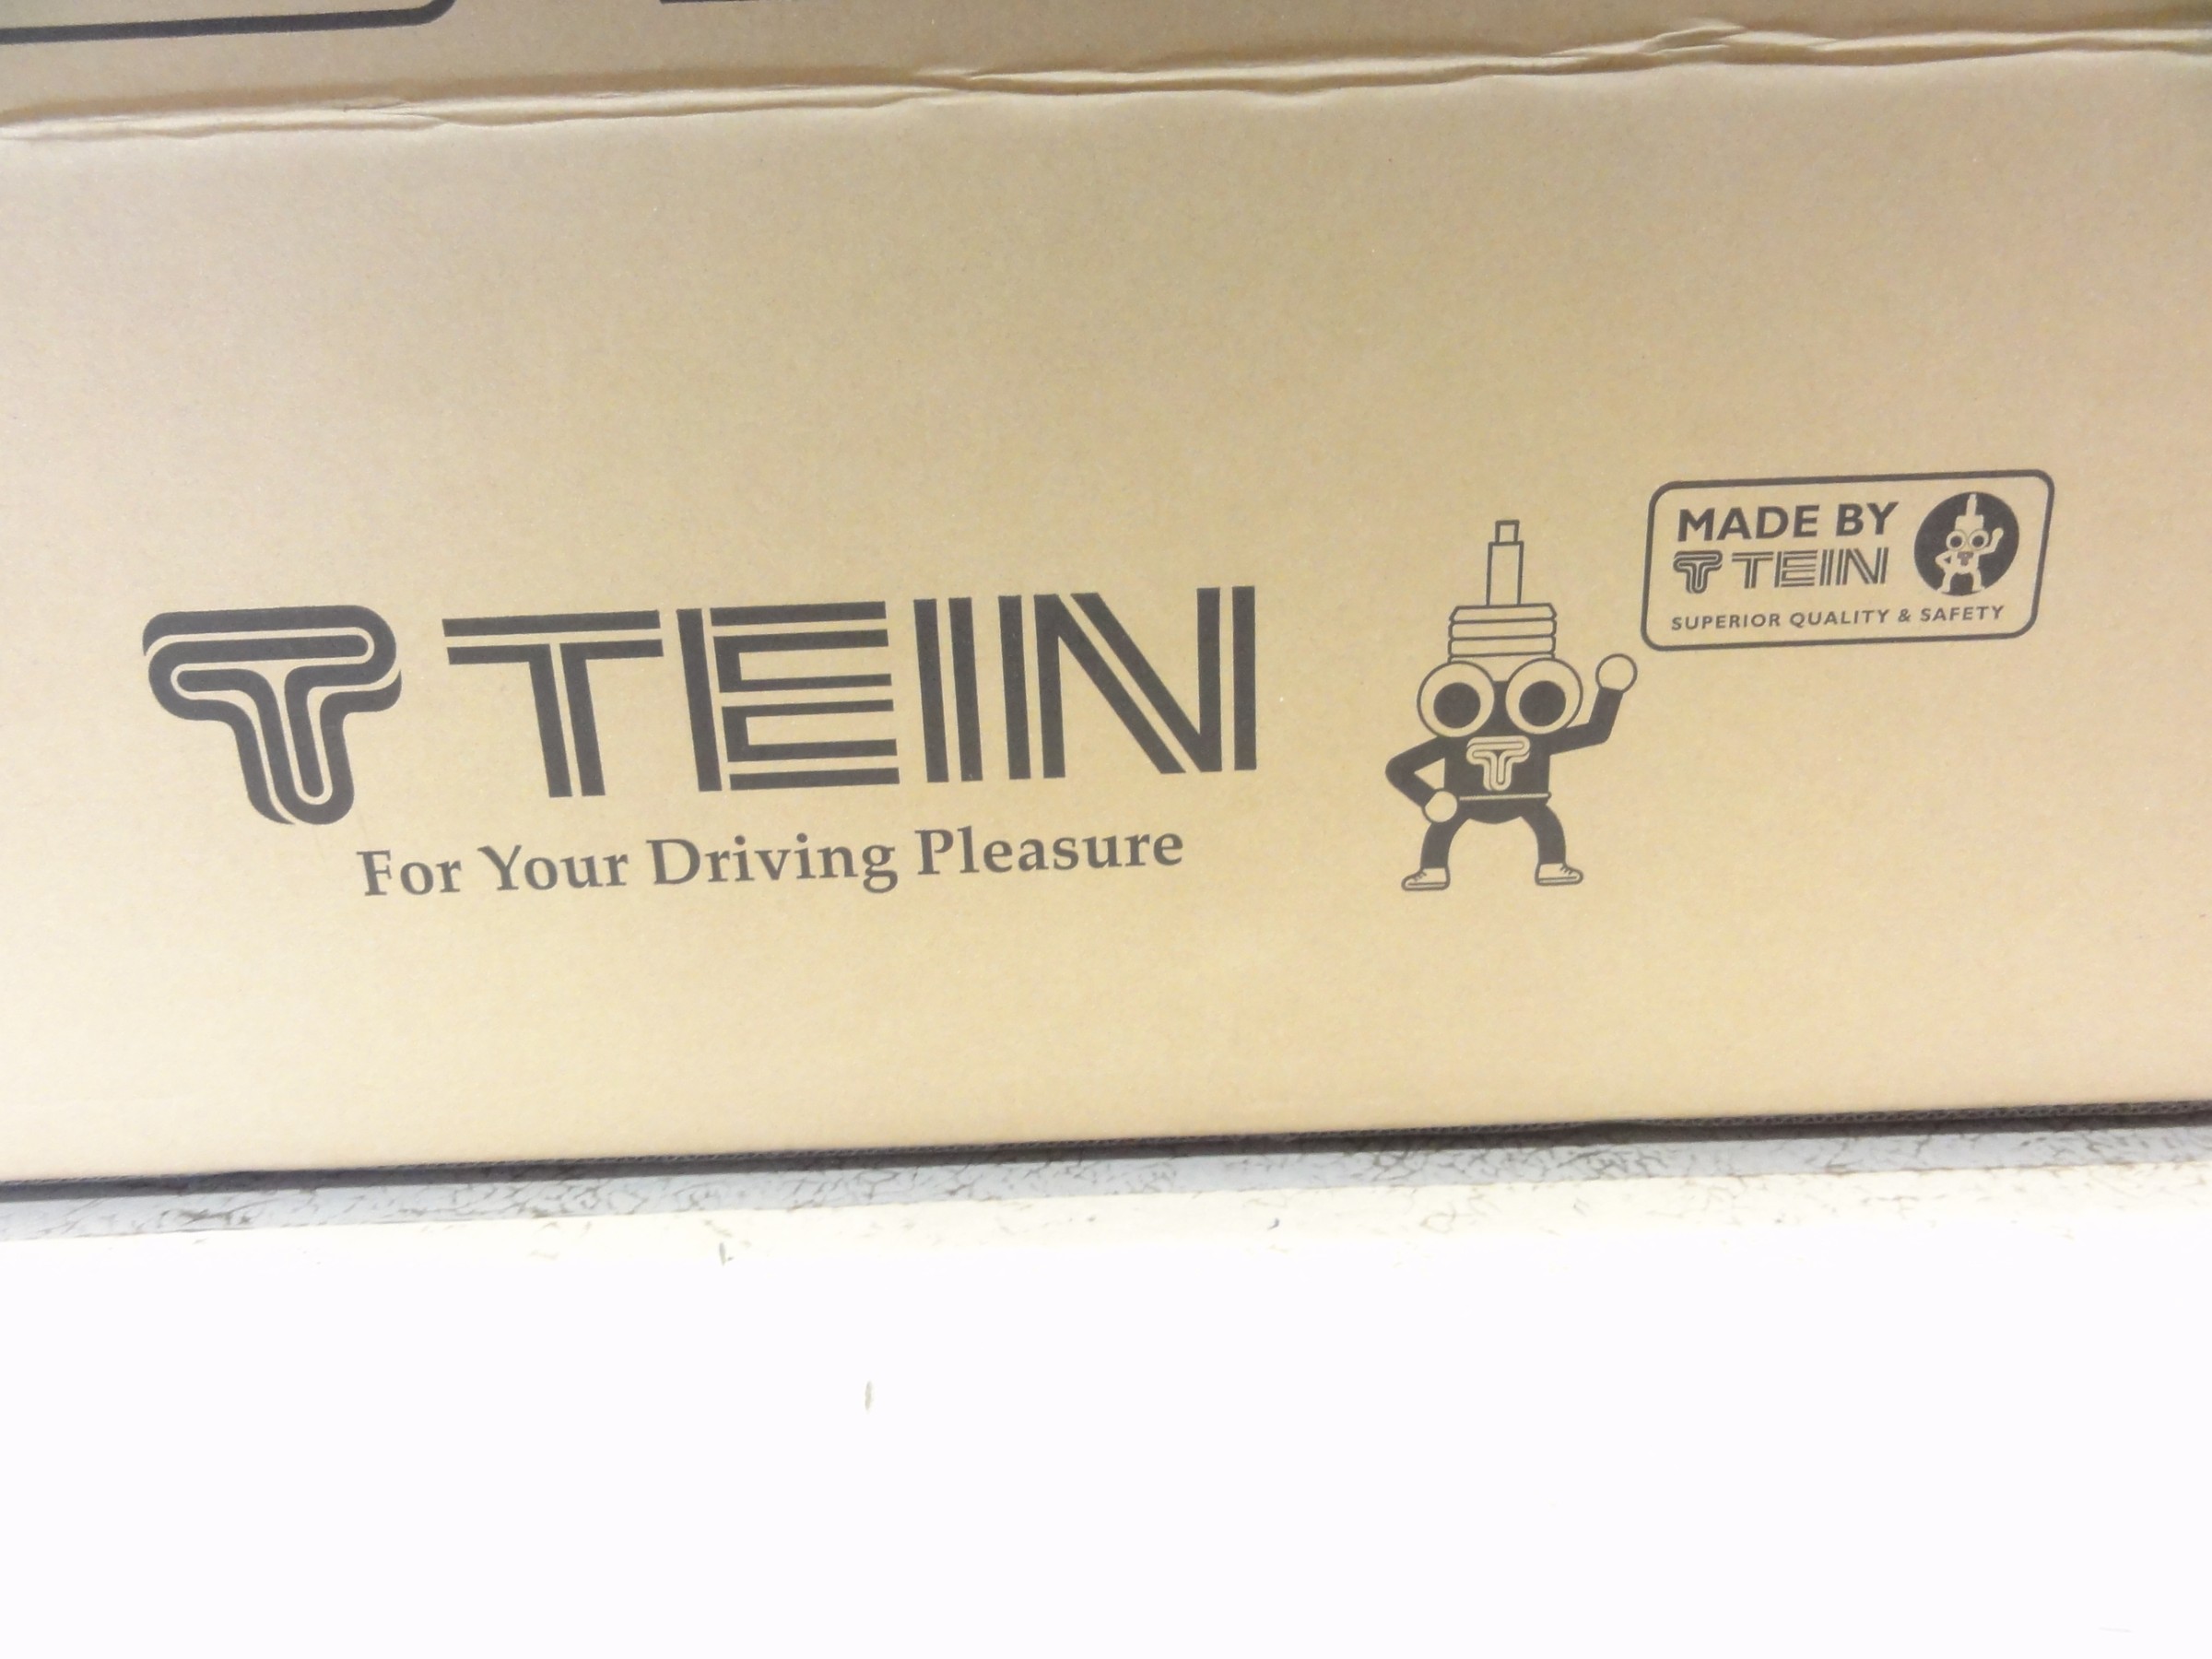 TEIN
For Your Driving Pleasure
MADE BY
TEIN
SUPERIOR QUALITY & SAFETY